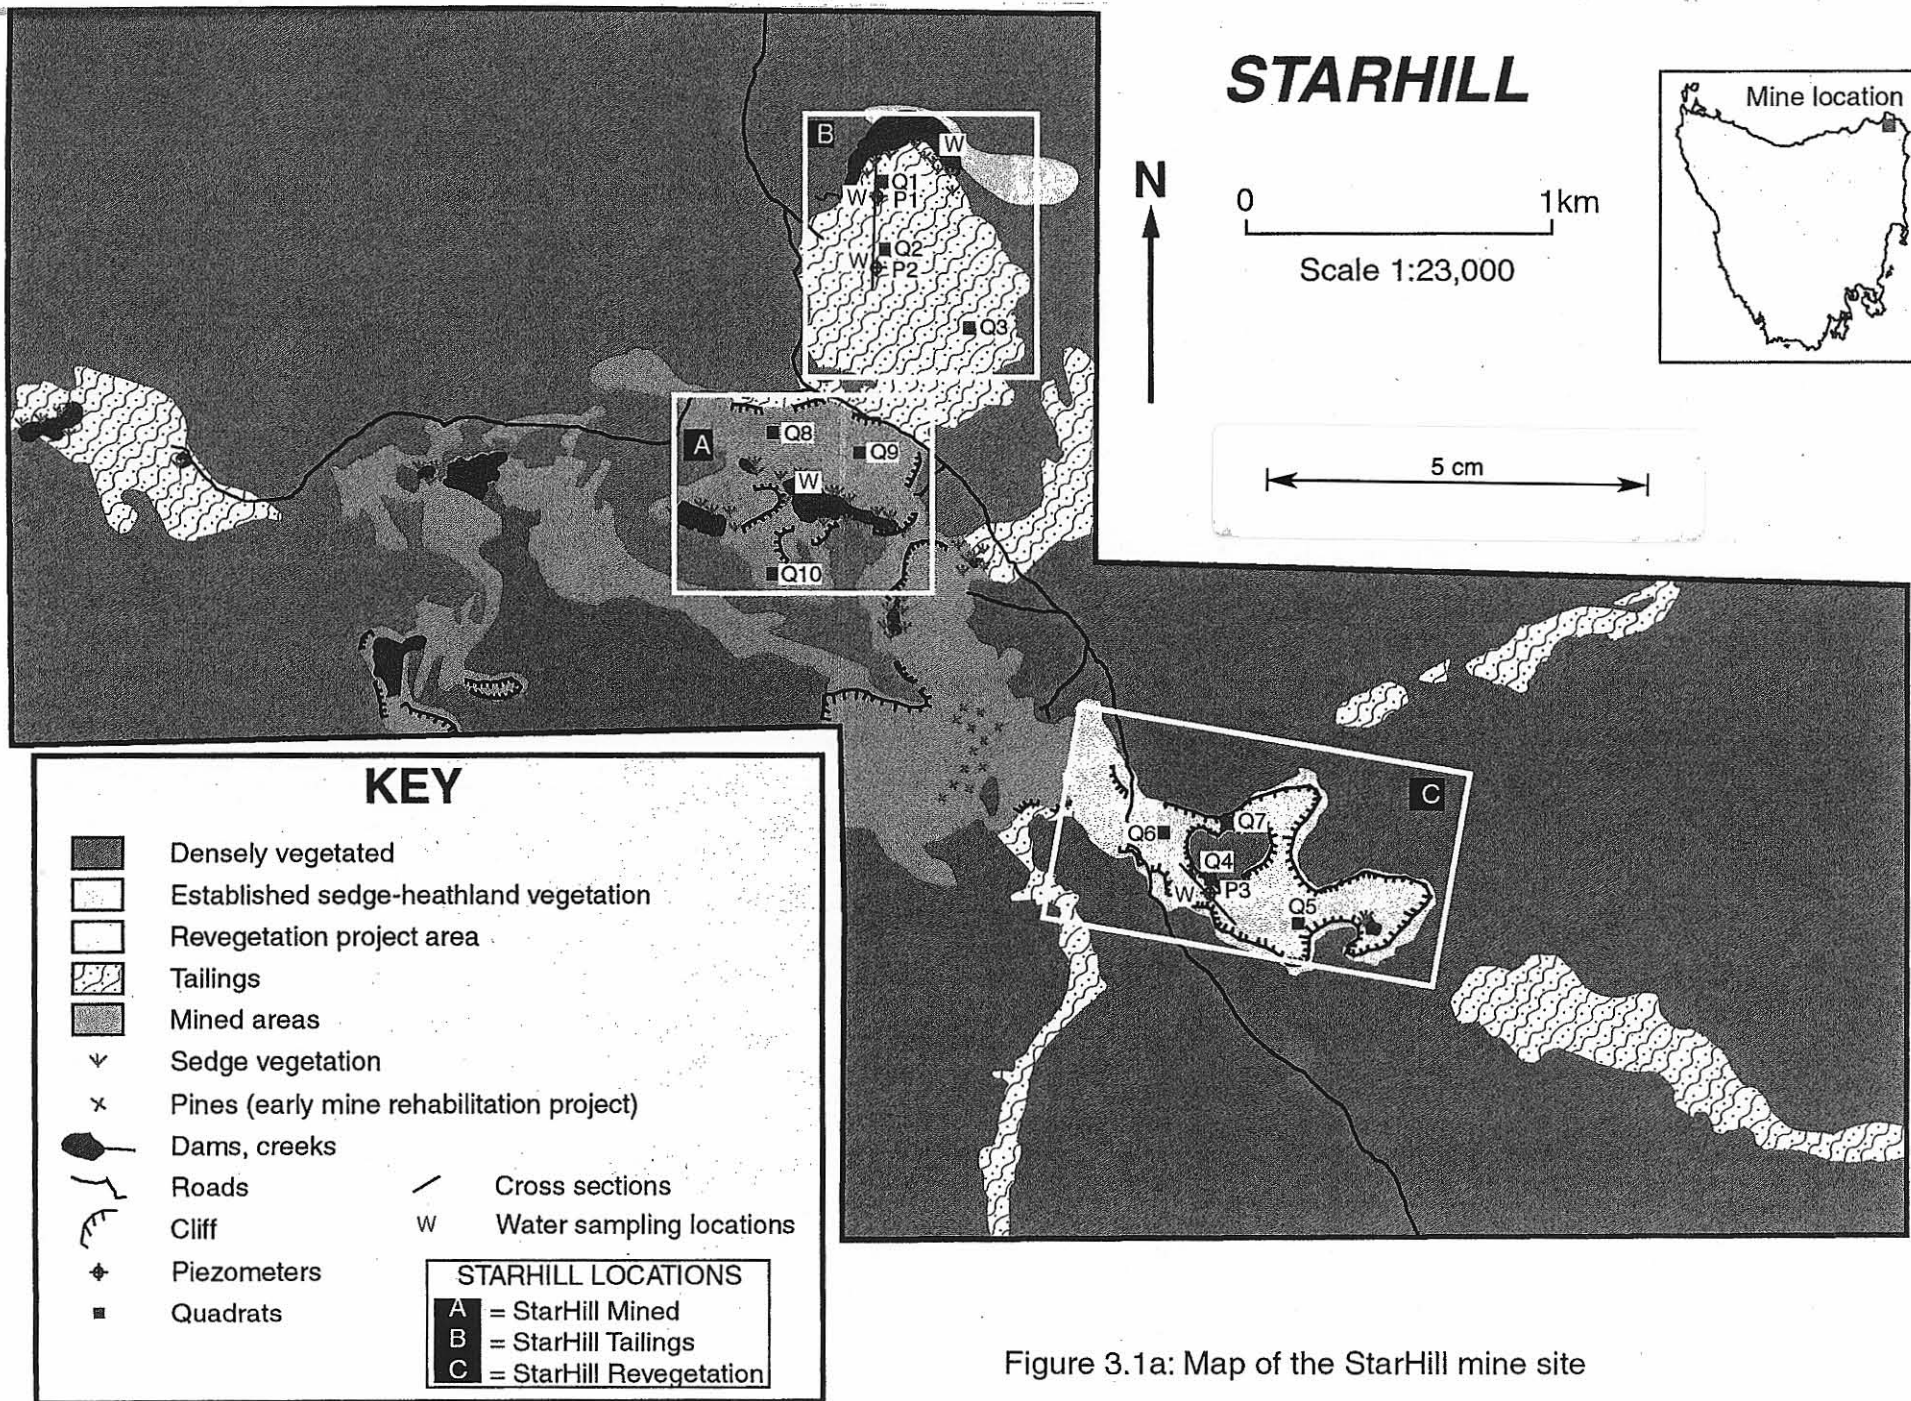 STARHILL
Mine location
N
0 1km
Scale 1:23,000
5 cm
B
W
Q1
W P1
Q2
W P2
Q3
A
Q8
Q9
W
Q10
C
Q6
Q7
Q4
W P3
Q5
KEY
Densely vegetated
Established sedge-heathland vegetation
Revegetation project area
Tailings
Mined areas
Sedge vegetation
Pines (early mine rehabilitation project)
Dams, creeks
Roads
Cliff
Piezometers
Quadrats
Cross sections
W Water sampling locations
STARHILL LOCATIONS
A = StarHill Mined
B = StarHill Tailings
C = StarHill Revegetation
Figure 3.1a: Map of the StarHill mine site